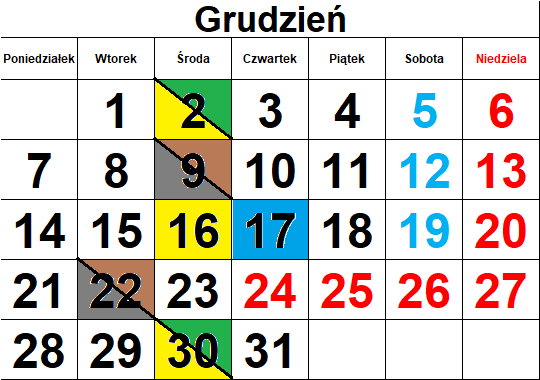 Grudzień
Poniedziałek Wtorek Środa Czwartek Piątek Sobota Niedziela
1 2 3 4 5 6
7 8 9 10 11 12 13
14 15 16 17 18 19 20
21 22 23 24 25 26 27
28 29 30 31